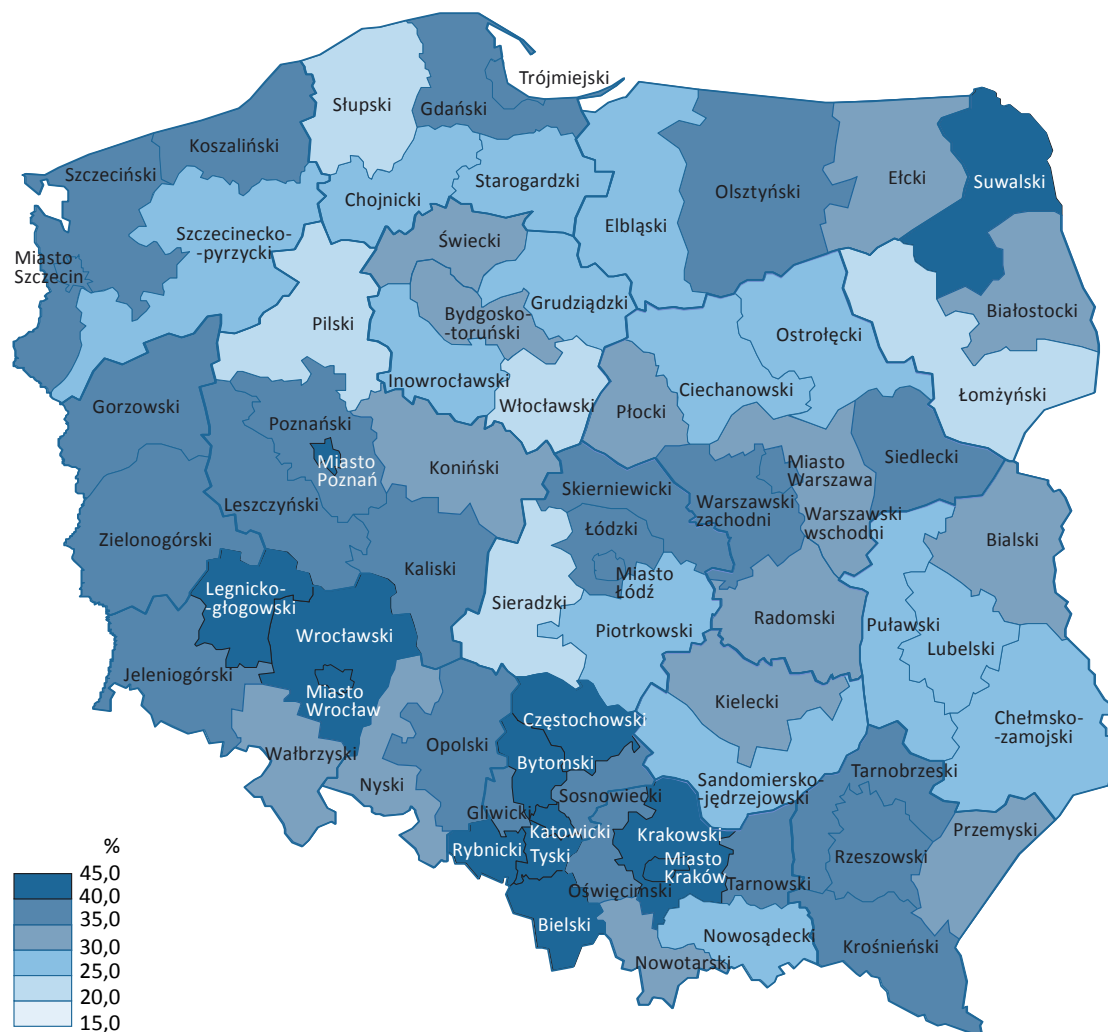 Trójmiejski
Słupski
Gdański
Koszaliński
Szczeciński
Starogardzki
Chojnicki
Olsztyński
Ełcki
Suwalski
Elbląski
Szczecinecko-
-pyrzycki
Świecki
Miasto
Szczecin
Grudziądzki
Bydgosko-
-toruński
Pilski
Ostrołęcki
Białostocki
Inowrocławski
Ciechanowski
Łomżyński
Gorzowski
Włocławski
Płocki
Poznański
Miasto
Poznań
Koniński
Miasto
Warszawa
Siedlecki
Skierniewicki
Leszczyński
Warszawski
zachodni
Łódzki
Warszawski
wschodni
Zielonogórski
Bialski
Kaliski
Miasto
Łódź
Legnicko-
-głogowski
Sieradzki
Radomski
Puławski
Wrocławski
Piotrkowski
Lubelski
Jeleniogórski
Miasto
Wrocław
Kielecki
Chełmsko-
-zamojski
Częstochowski
Opolski
Wałbrzyski
Bytomski
Tarnobrzeski
Nyski
Sandomiersko-
-jędrzejowski
Sosnowiecki
Gliwicki
Katowicki
Krakowski
Przemyski
Rybnicki
Tyski
Miasto
Kraków
Rzeszowski
Tarnowski
Oświęcimski
Bielski
Nowosądecki
Krośnieński
Nowotarski
%
45,0
40,0
35,0
30,0
25,0
20,0
15,0